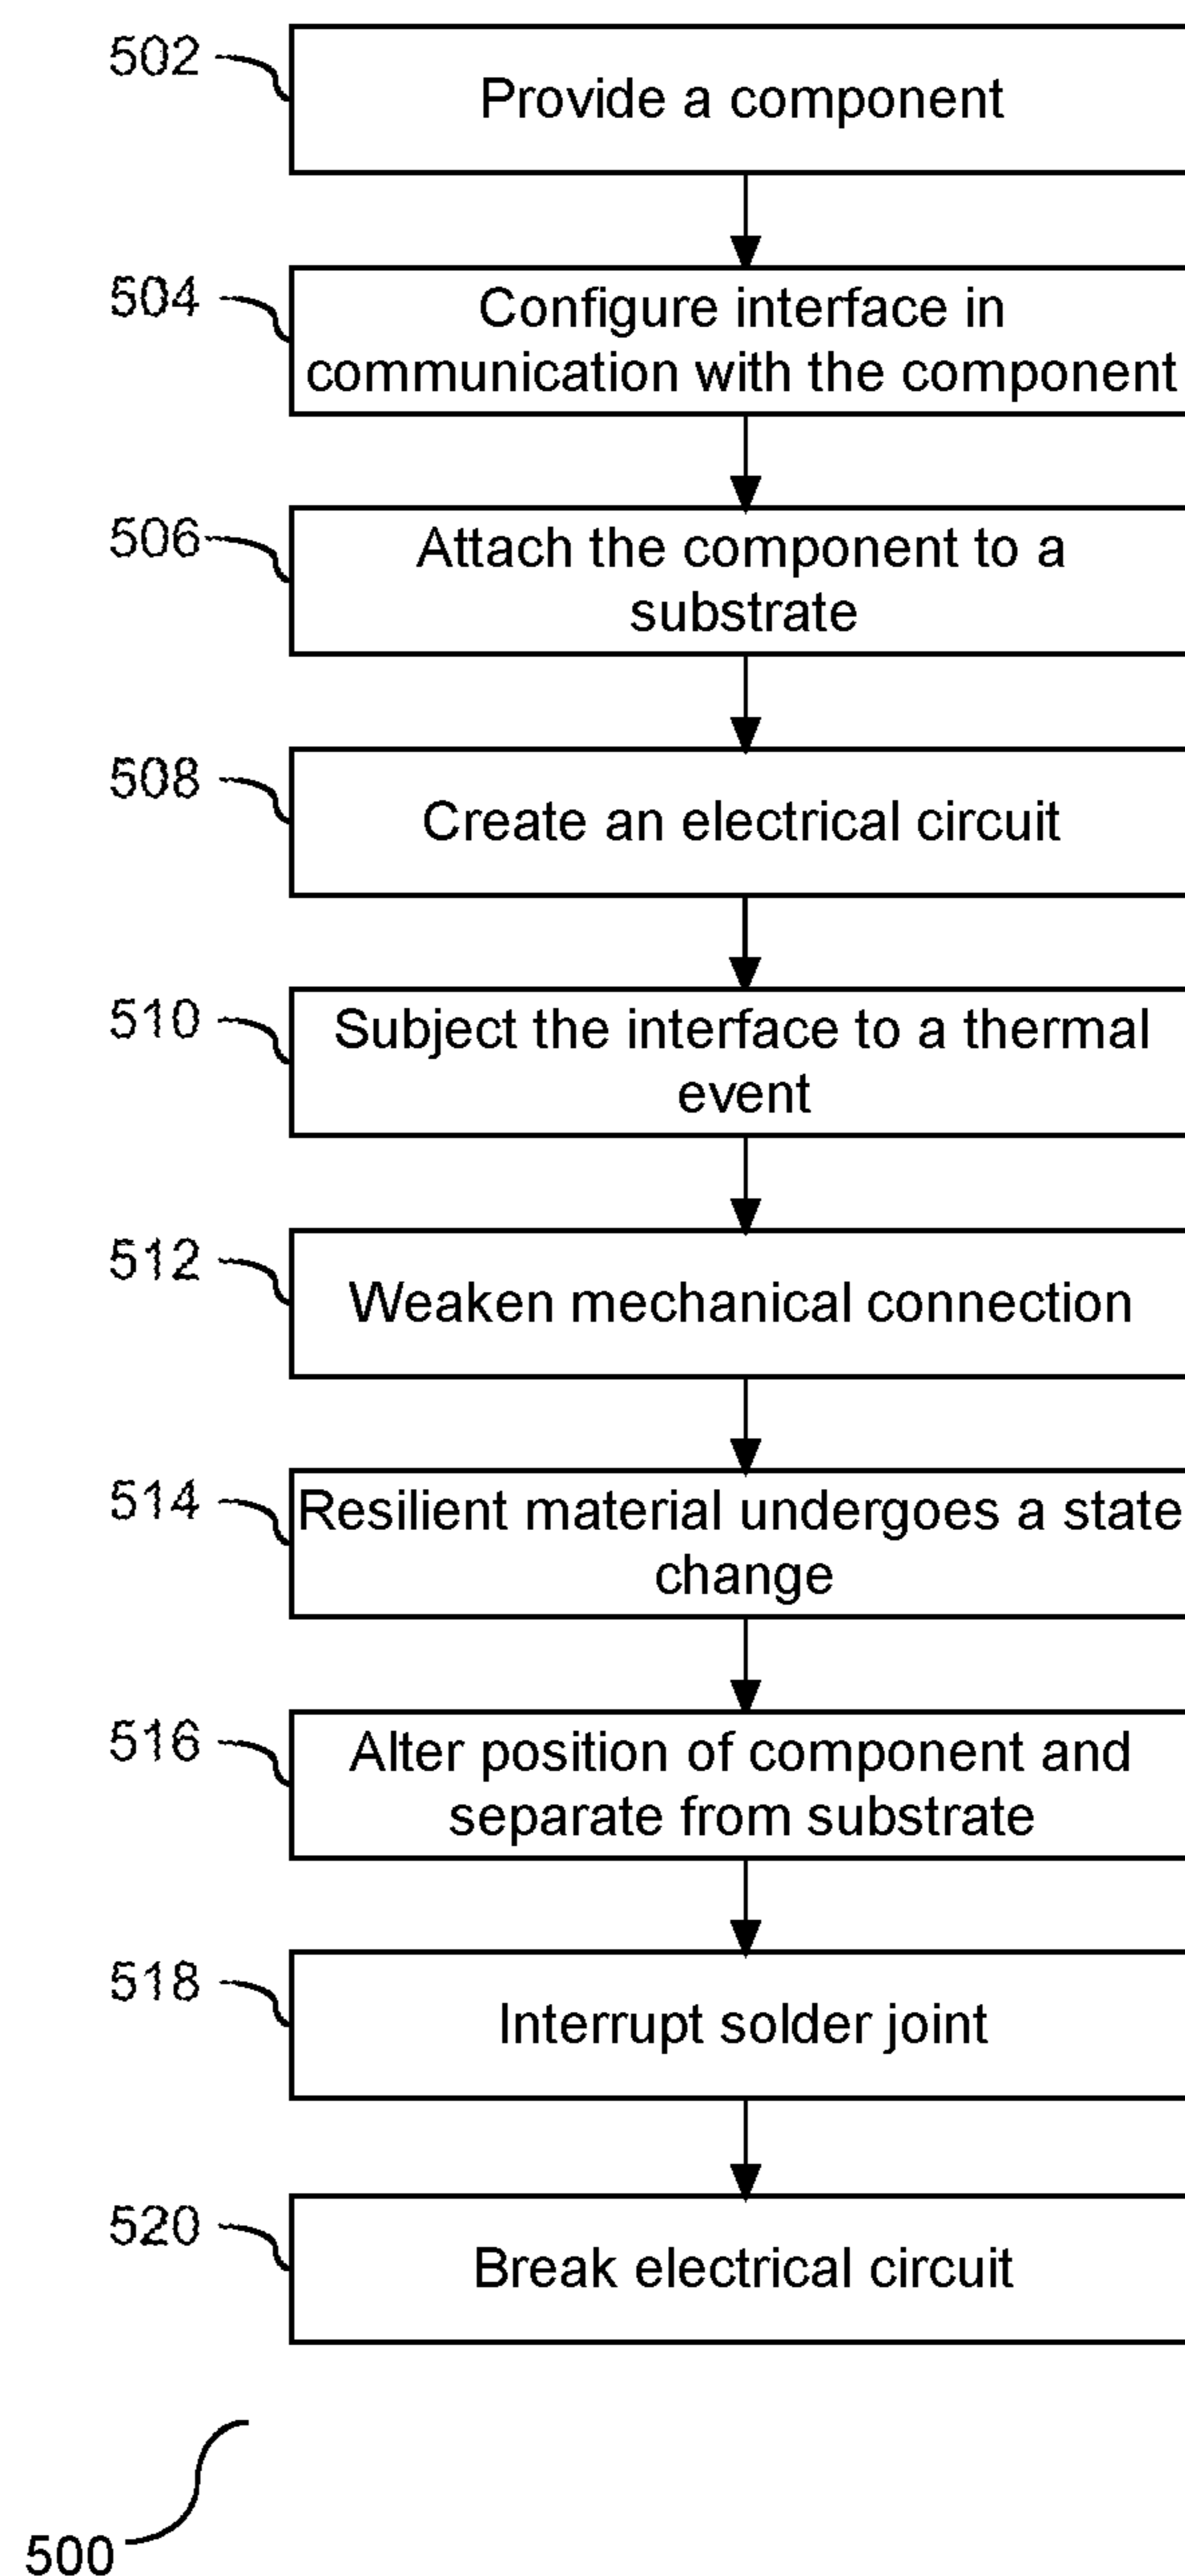 502
Provide a component
504
Configure interface in
communication with the component
506
Attach the component to a
substrate
508
Create an electrical circuit
510
Subject the interface to a thermal
event
512
Weaken mechanical connection
514
Resilient material undergoes a state
change
516
Alter position of component and
separate from substrate
518
Interrupt solder joint
520
Break electrical circuit
500